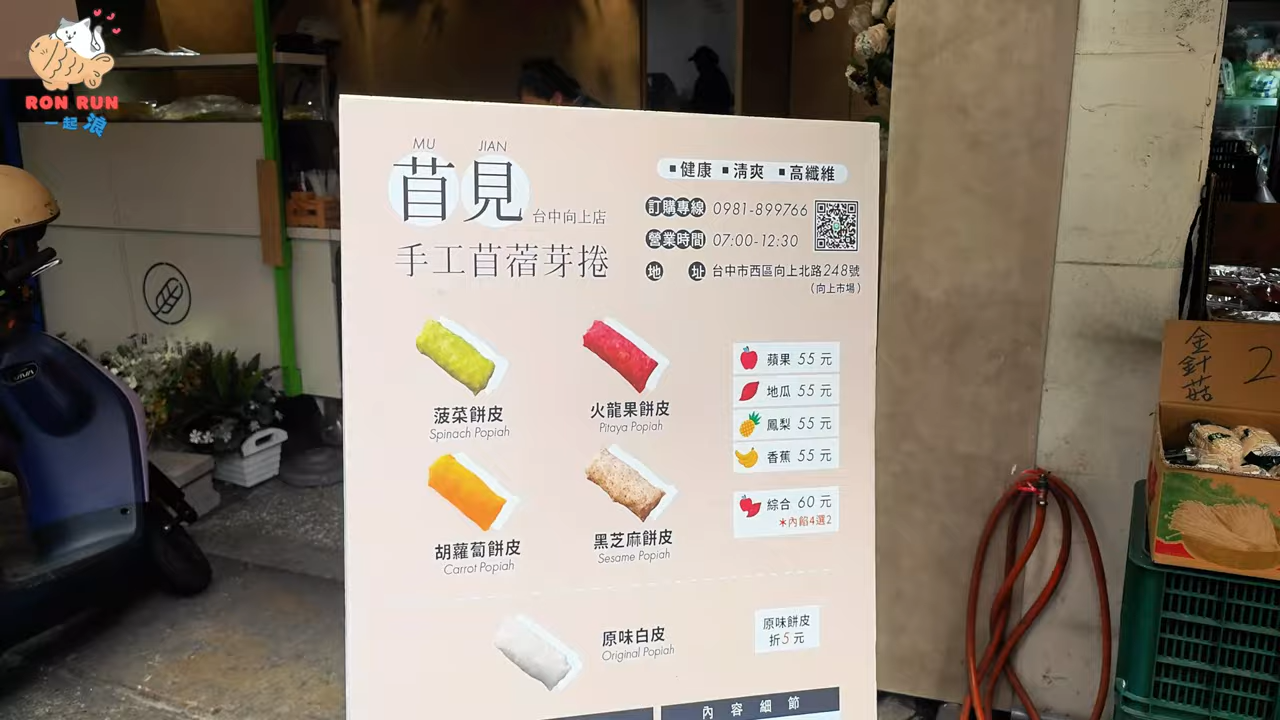 RON RUN
一起浪
MU JIAN
苜見
台中向上店
手工苜蓿芽捲
▪健康 ▪清爽 ▪高纖維
訂購專線 0981-899766
營業時間 07:00-12:30
地址 台中市西區向上北路248號
(向上市場)
菠菜餅皮
Spinach Popiah
火龍果餅皮
Pitaya Popiah
胡蘿蔔餅皮
Carrot Popiah
黑芝麻餅皮
Sesame Popiah
蘋果 55 元
地瓜 55 元
鳳梨 55 元
香蕉 55 元
綜合 60 元
*內餡4選2
原味白皮
Original Popiah
原味餅皮
折5元
內容細節
金針菇
2